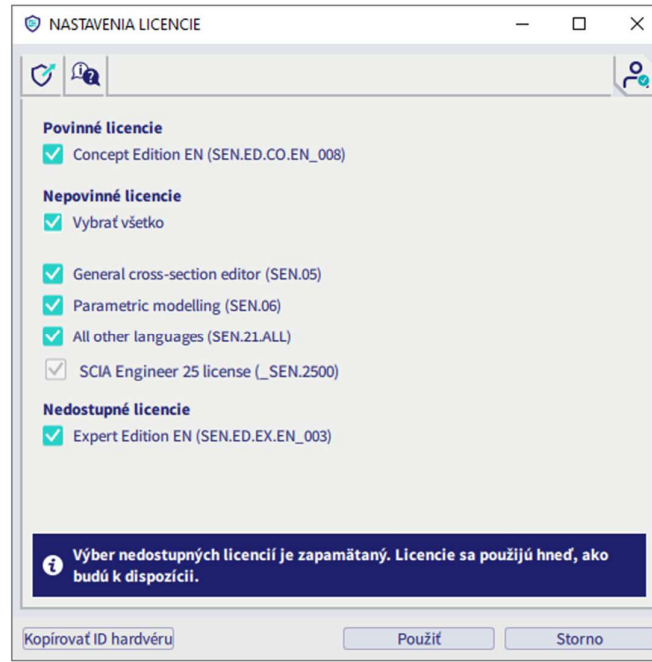 NASTAVENIA LICENCIE
Povinné licencie
Concept Edition EN (SEN.ED.CO.EN_008)
Nepovinné licencie
Vybrať všetko
General cross-section editor (SEN.05)
Parametric modelling (SEN.06)
All other languages (SEN.21.ALL)
SCIA Engineer 25 license (_SEN.2500)
Nedostupné licencie
Expert Edition EN (SEN.ED.EX.EN_003)
Výber nedostupných licencií je zapamätaný. Licencie sa použijú hneď, ako
budú k dispozícii.
Kopírovať ID hardvéru Použiť Storno